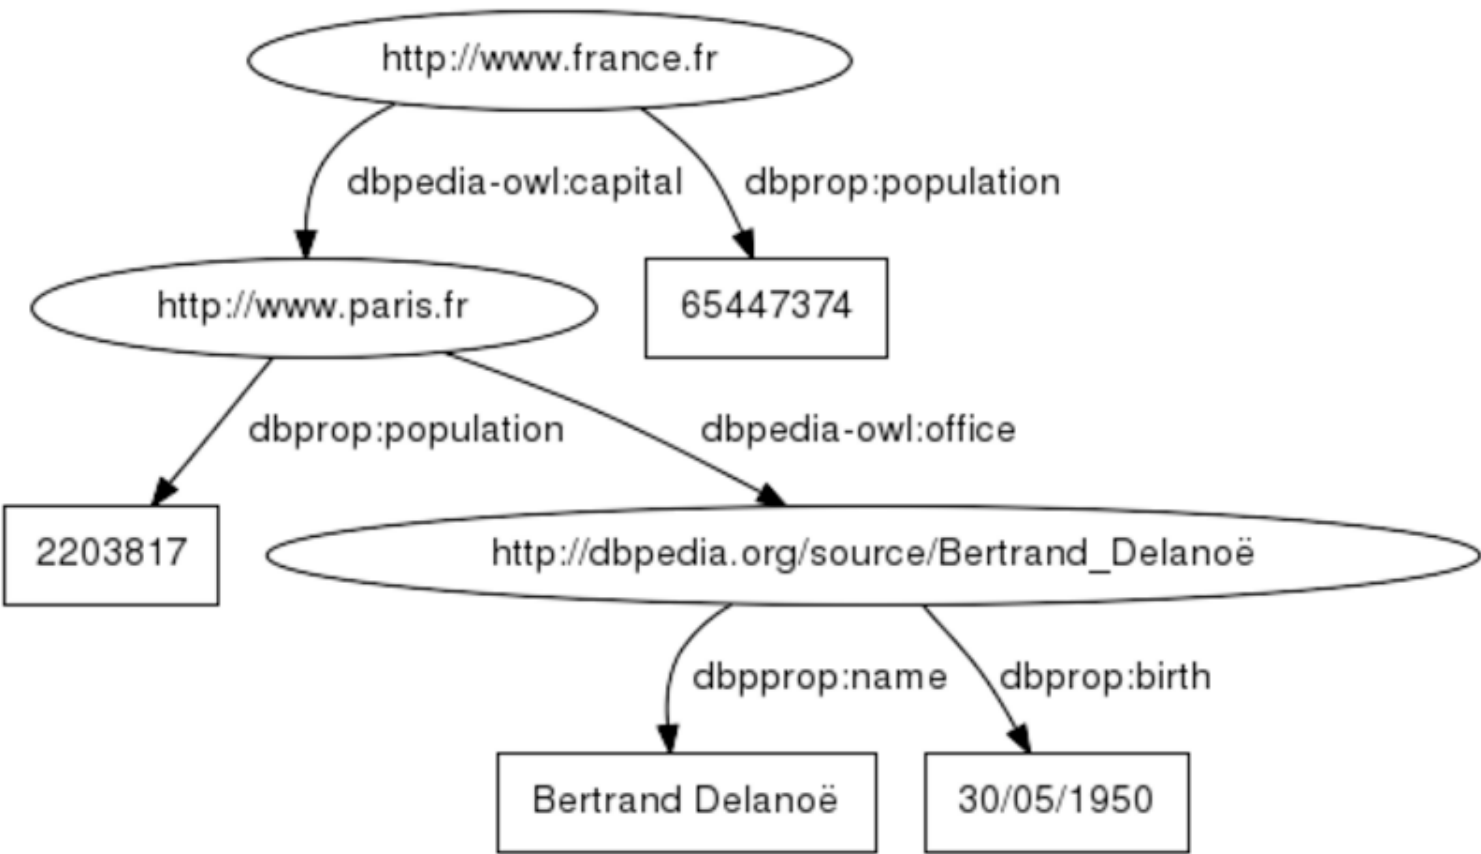 http://www.france.fr
dbpedia-owl:capital
dbprop:population
http://www.paris.fr
65447374
dbprop:population
dbpedia-owl:office
2203817
http://dbpedia.org/source/Bertrand_Delanoë
dbpprop:name
dbprop:birth
Bertrand Delanoë
30/05/1950